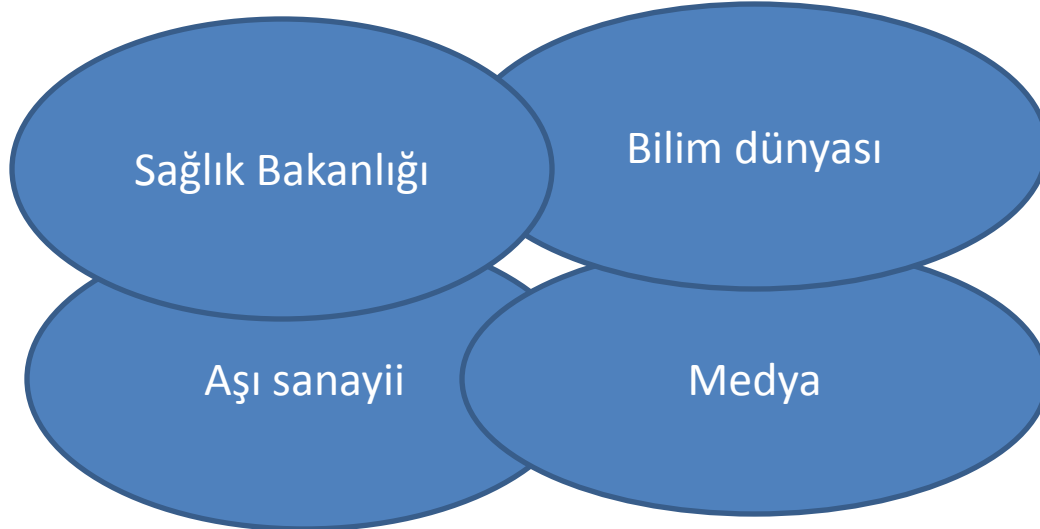 Sağlık Bakanlığı
Bilim dünyası
Aşı sanayii
Medya